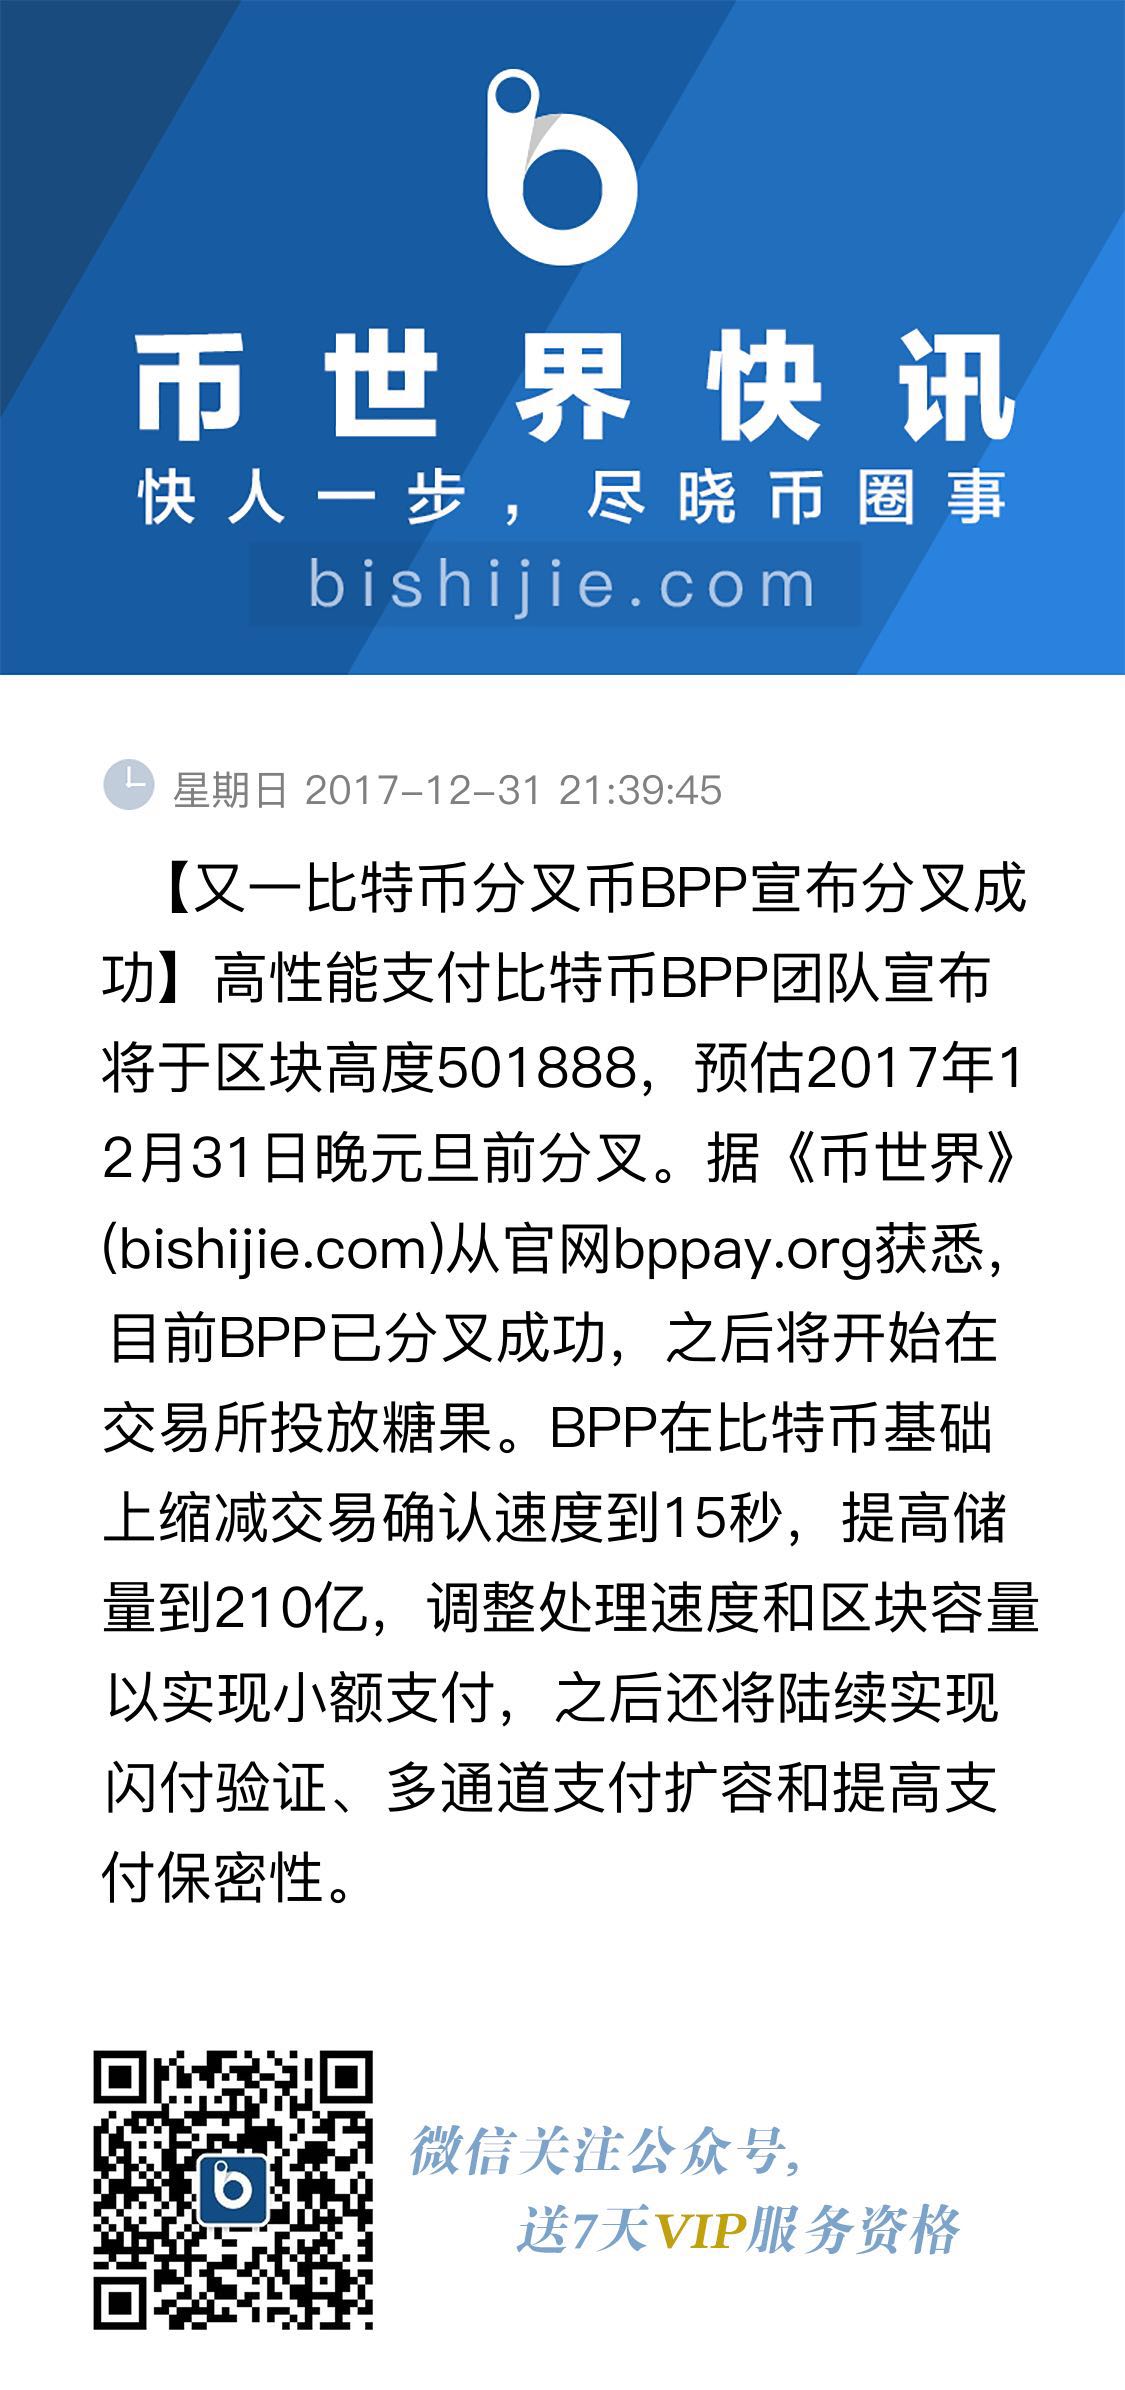 币世界快讯
快人一步，尽晓币圈事
bishijie.com
星期日 2017-12-31 21:39:45
【又一比特币分叉币BPP宣布分叉成
功】高性能支付比特币BPP团队宣布
将于区块高度501888，预估2017年1
2月31日晚元旦前分叉。据《币世界》
(bishijie.com)从官网bppay.org获悉，
目前BPP已分叉成功，之后将开始在
交易所投放糖果。BPP在比特币基础
上缩减交易确认速度到15秒，提高储
量到210亿，调整处理速度和区块容量
以实现小额支付，之后还将陆续实现
闪付验证、多通道支付扩容和提高支
付保密性。
微信关注公众号，
送7天VIP服务资格